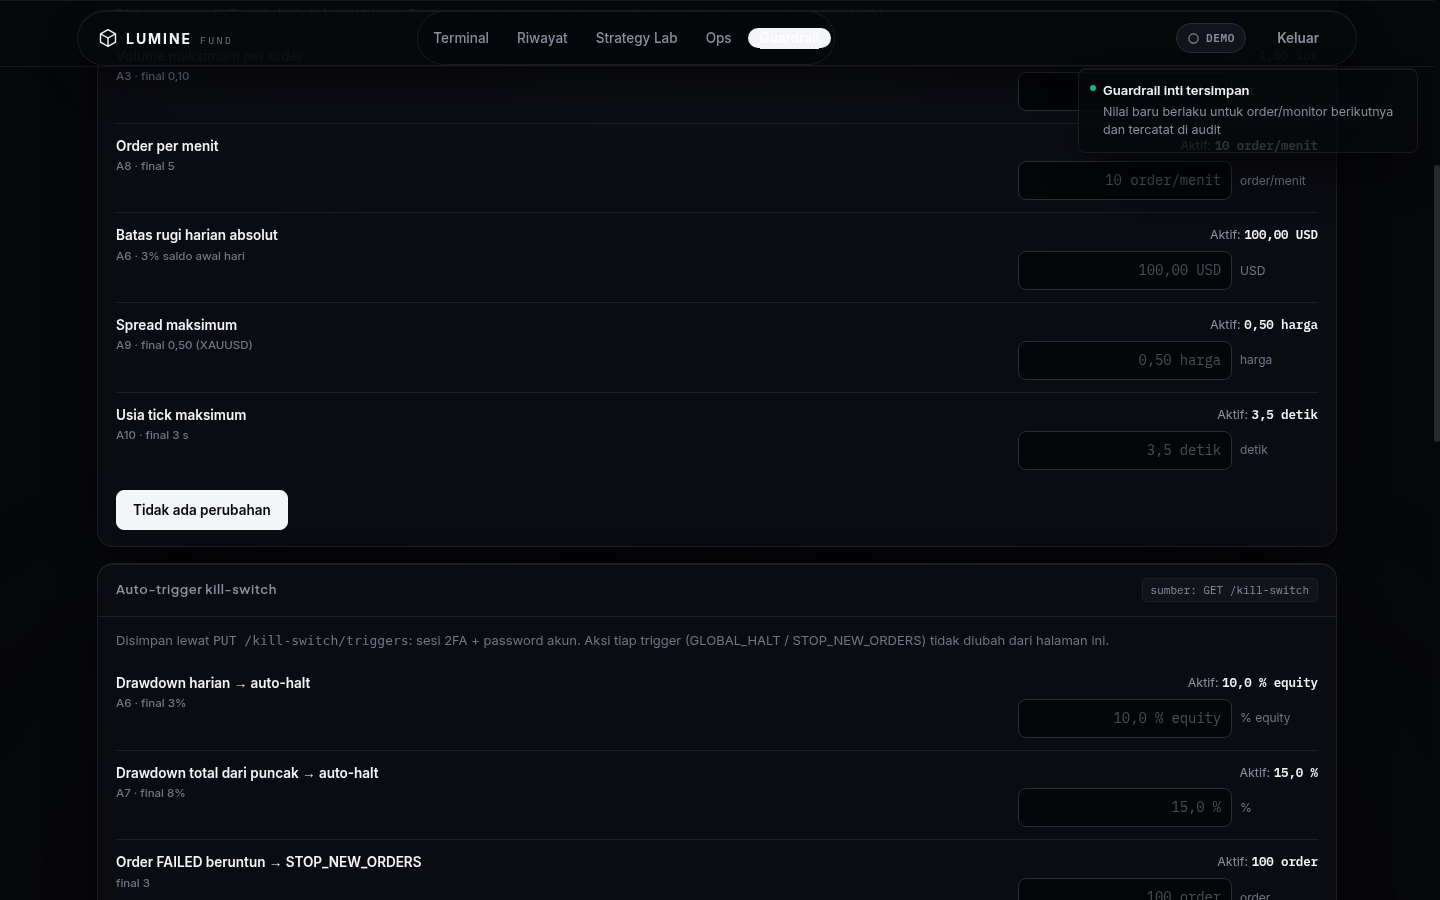 LUMINE FUND
Terminal
Riwayat
Strategy Lab
Ops
Guardrail
DEMO
Keluar
Volume maksimum per order
1,00 lot
A3 · final 0,10
Guardrail inti tersimpan
Nilai baru berlaku untuk order/monitor berikutnya
dan tercatat di audit
Order per menit
Aktif: 10 order/menit
A8 · final 5
10 order/menit
order/menit
Batas rugi harian absolut
Aktif: 100,00 USD
A6 · 3% saldo awal hari
100,00 USD
USD
Spread maksimum
Aktif: 0,50 harga
A9 · final 0,50 (XAUUSD)
0,50 harga
harga
Usia tick maksimum
Aktif: 3,5 detik
A10 · final 3 s
3,5 detik
detik
Tidak ada perubahan
Auto-trigger kill-switch
sumber: GET /kill-switch
Disimpan lewat PUT /kill-switch/triggers: sesi 2FA + password akun. Aksi tiap trigger (GLOBAL_HALT / STOP_NEW_ORDERS) tidak diubah dari halaman ini.
Drawdown harian → auto-halt
Aktif: 10,0 % equity
A6 · final 3%
10,0 % equity
% equity
Drawdown total dari puncak → auto-halt
Aktif: 15,0 %
A7 · final 8%
15,0 %
%
Order FAILED beruntun → STOP_NEW_ORDERS
Aktif: 100 order
final 3
100 order
order